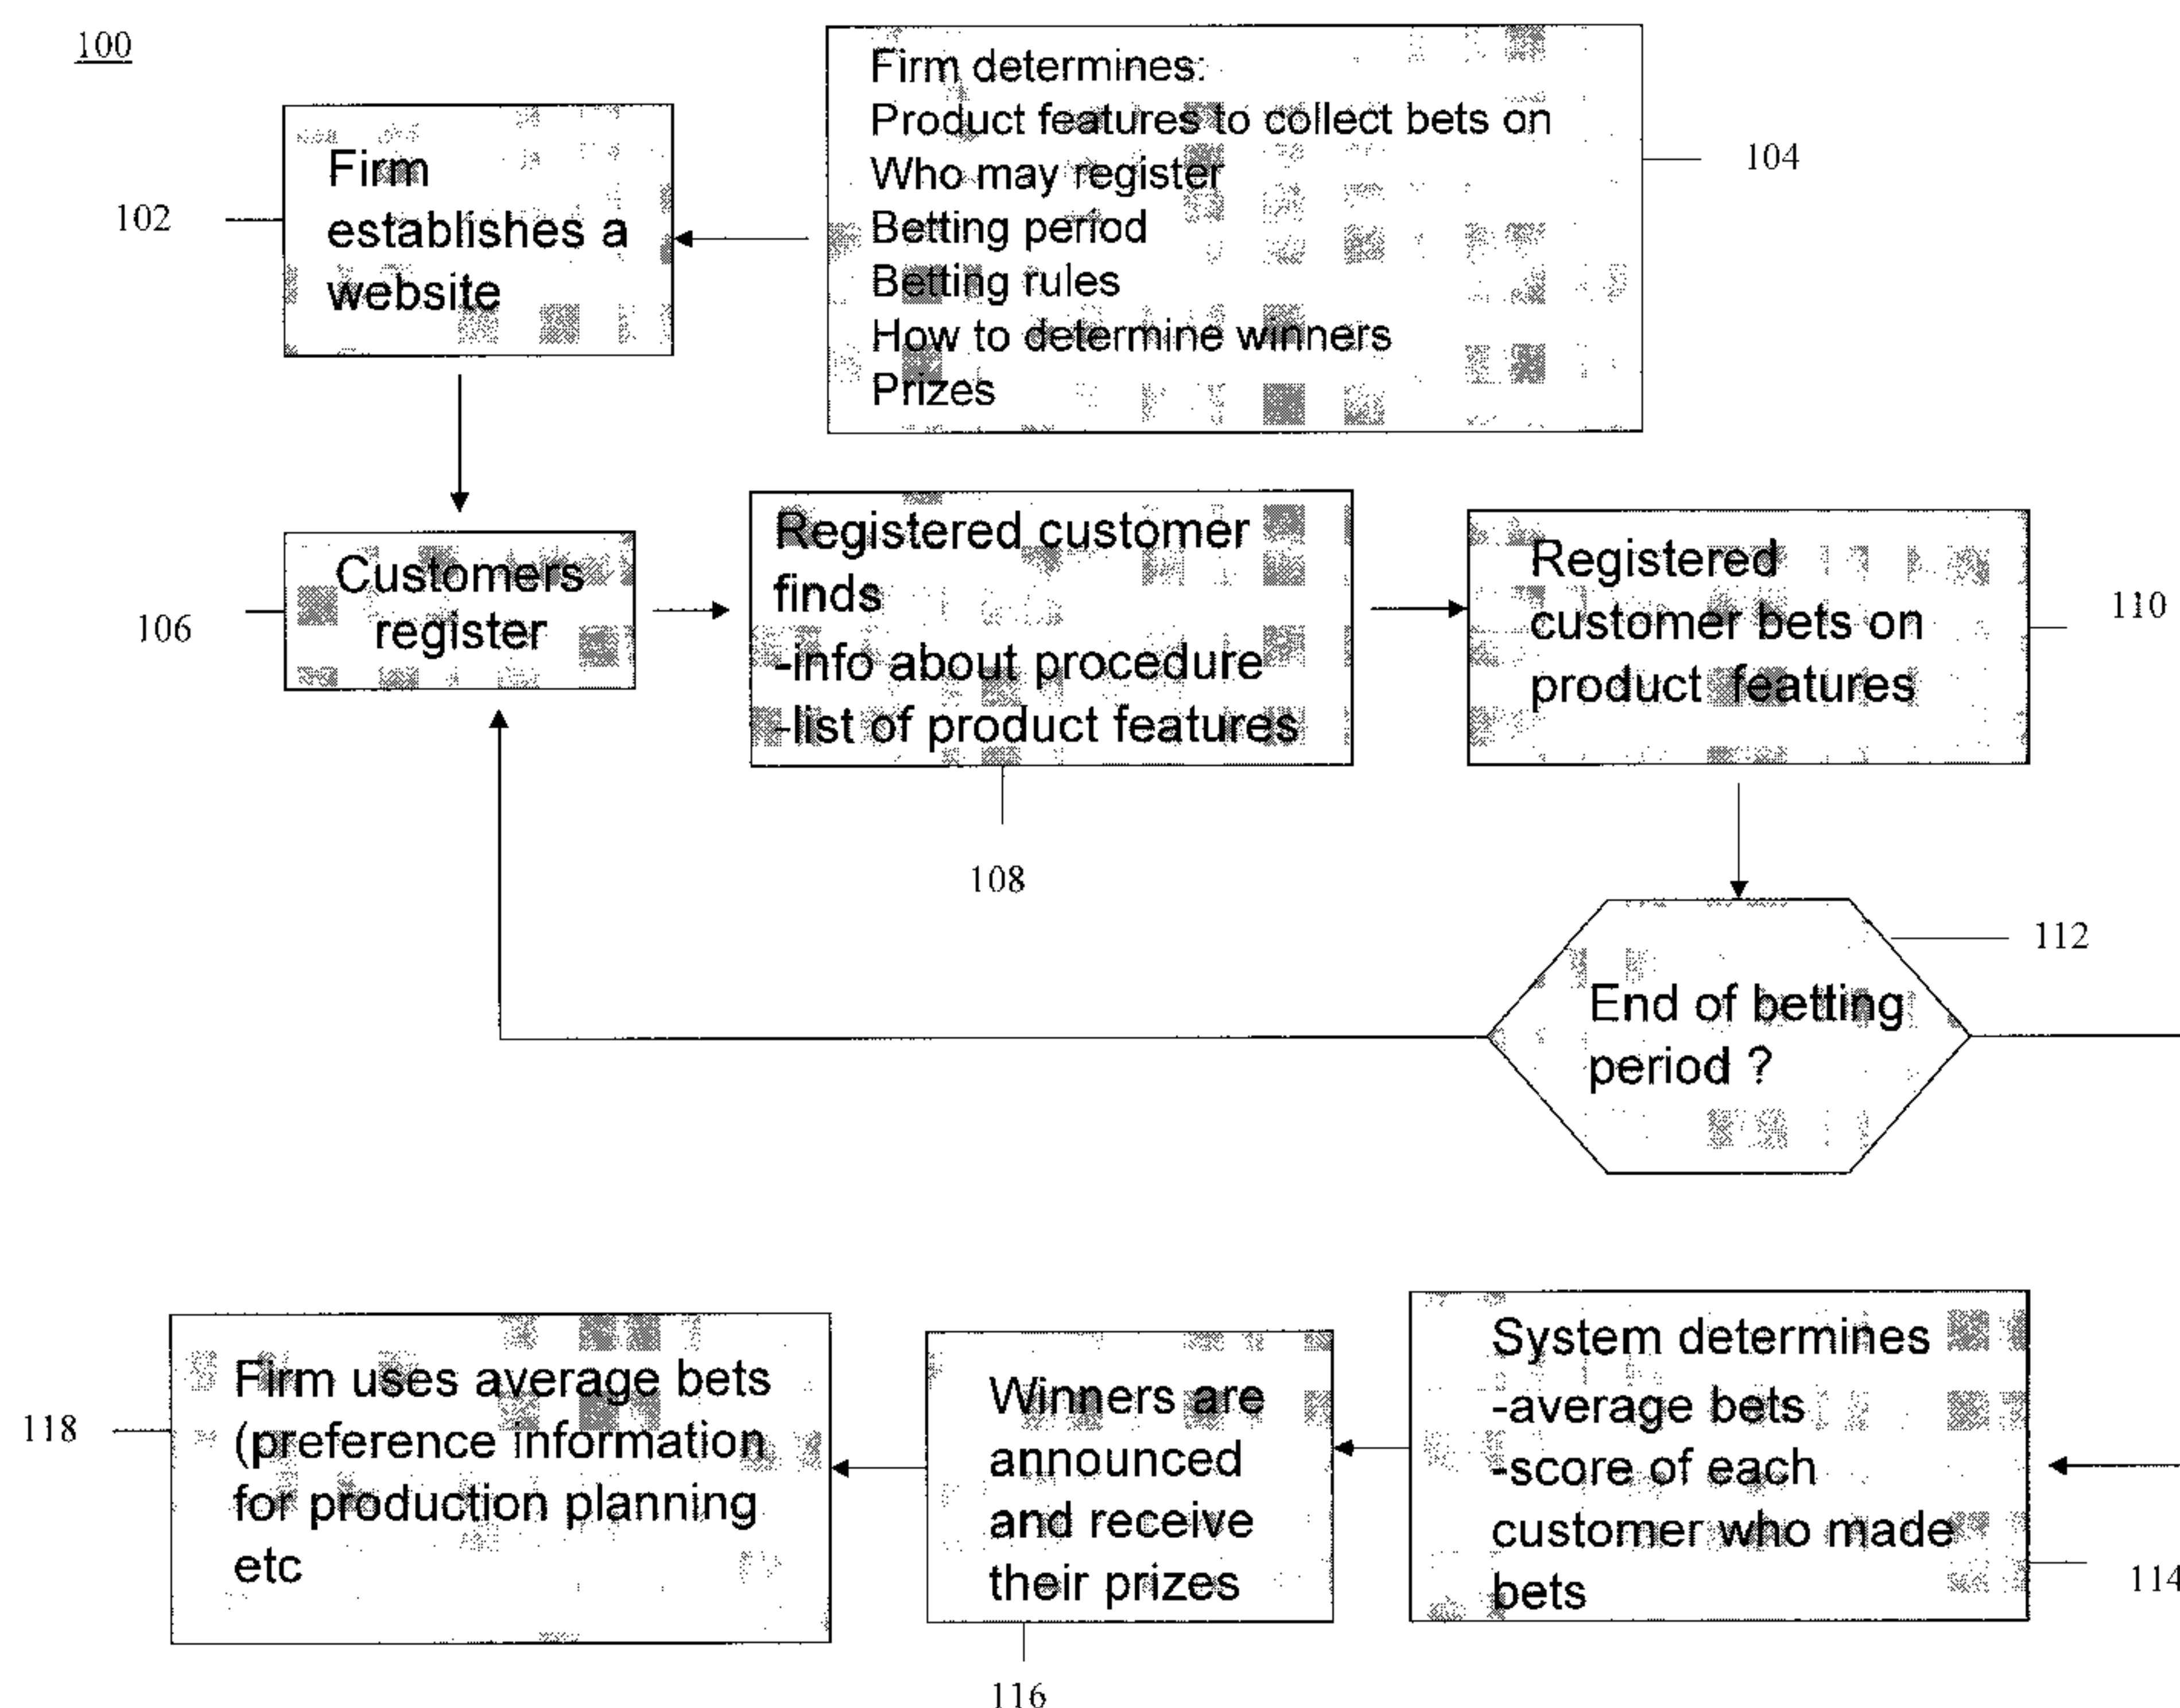 100
Firm determines:
Product features to collect bets on
Who may register
Betting period
Betting rules
How to determine winners
Prizes
104
102
Firm
establishes a
website
106
Customers
register
Registered customer
finds
-info about procedure
-list of product features
108
Registered
customer bets on
product features
110
112
End of betting
period ?
System determines
-average bets
-score of each
customer who made
bets
114
Winners are
announced
and receive
their prizes
116
118
Firm uses average bets
(preference information
for production planning
etc